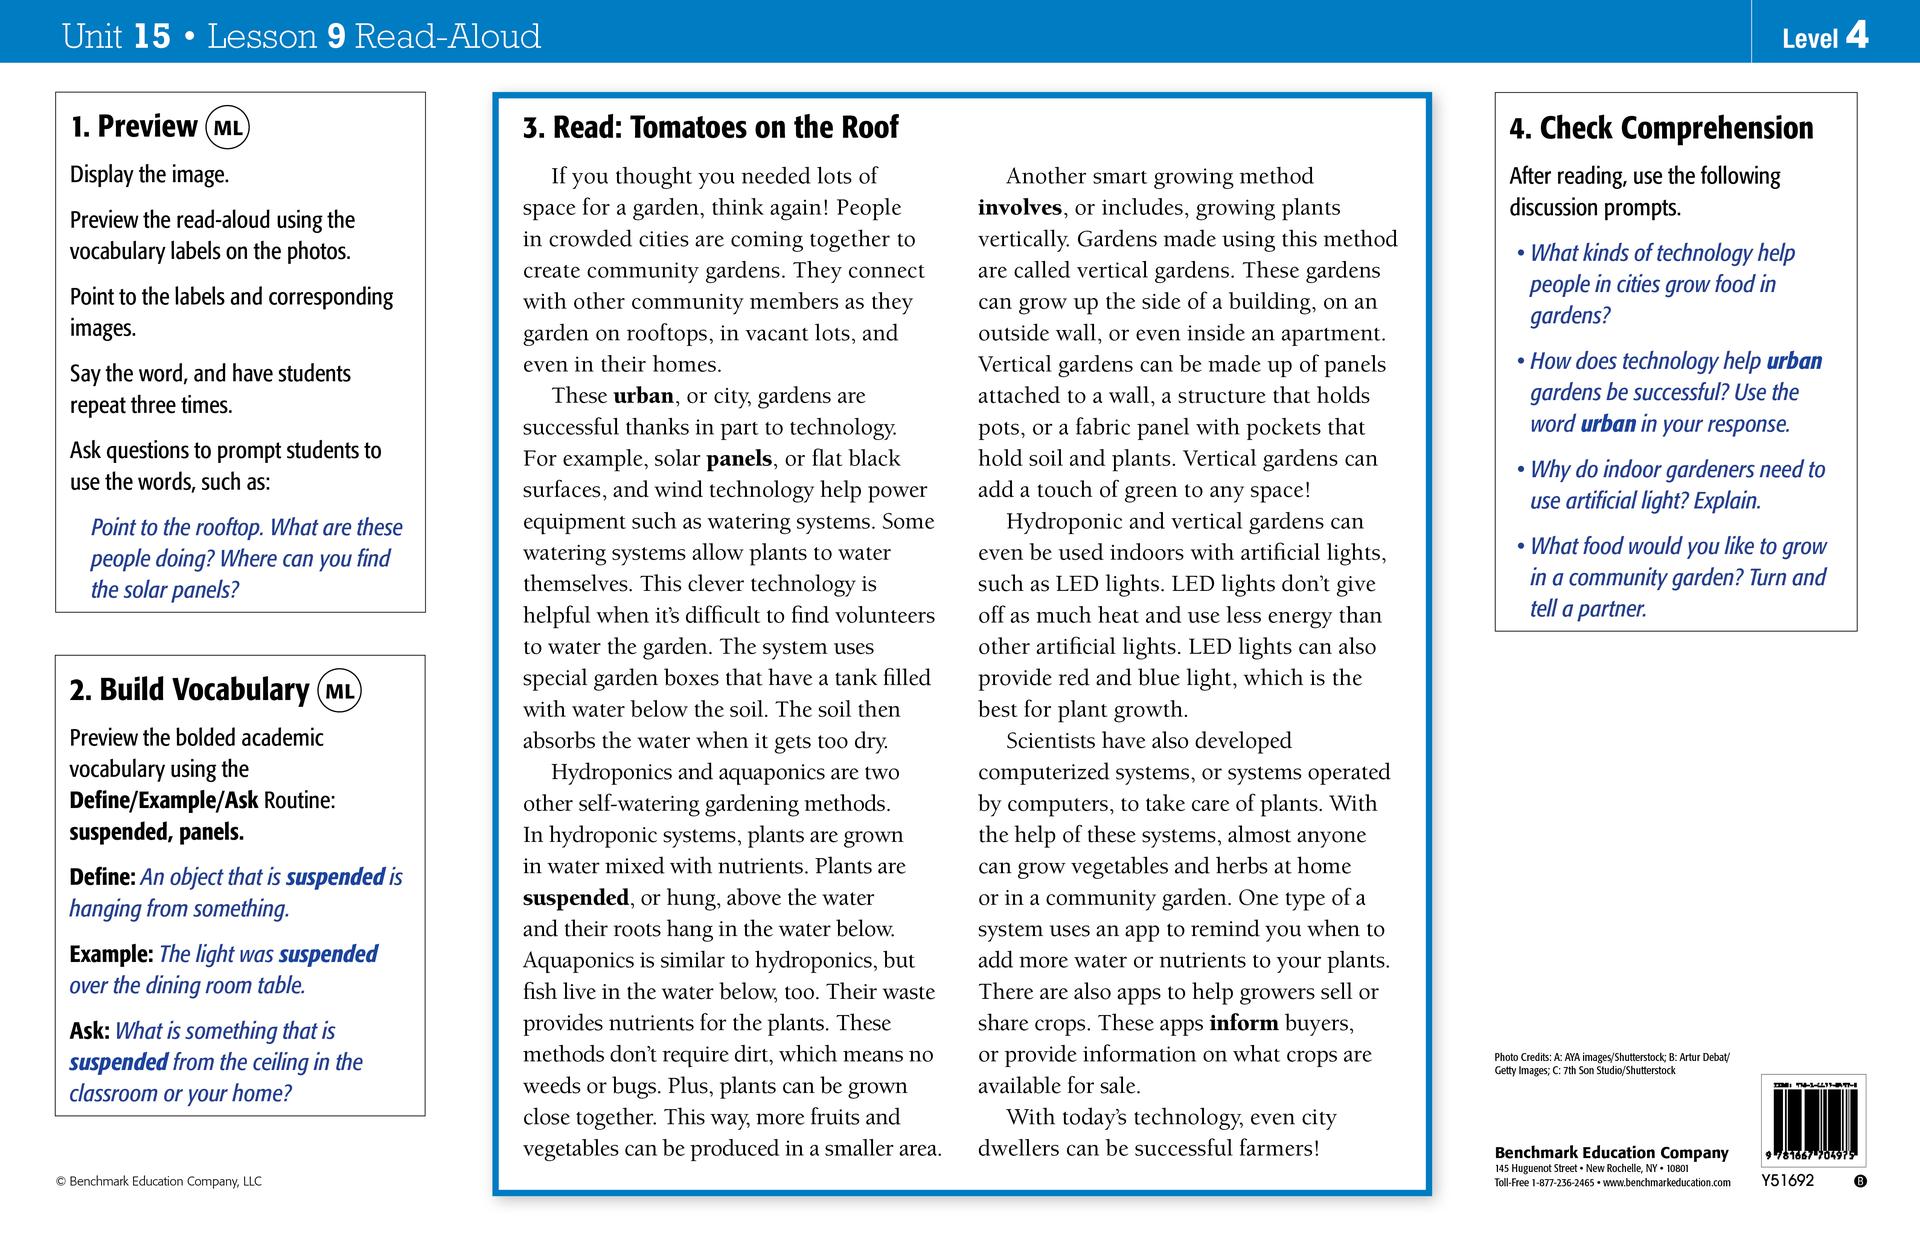 Unit 15 • Lesson 9 Read-Aloud
Level 4
1. Preview ML
Display the image.
Preview the read-aloud using the
vocabulary labels on the photos.
Point to the labels and corresponding
images.
Say the word, and have students
repeat three times.
Ask questions to prompt students to
use the words, such as:
Point to the rooftop. What are these
people doing? Where can you find
the solar panels?
2. Build Vocabulary ML
Preview the bolded academic
vocabulary using the
Define/Example/Ask Routine:
suspended, panels.
Define: An object that is suspended is
hanging from something.
Example: The light was suspended
over the dining room table.
Ask: What is something that is
suspended from the ceiling in the
classroom or your home?
© Benchmark Education Company, LLC
3. Read: Tomatoes on the Roof
If you thought you needed lots of
space for a garden, think again! People
in crowded cities are coming together to
create community gardens. They connect
with other community members as they
garden on rooftops, in vacant lots, and
even in their homes.
These urban, or city, gardens are
successful thanks in part to technology.
For example, solar panels, or flat black
surfaces, and wind technology help power
equipment such as watering systems. Some
watering systems allow plants to water
themselves. This clever technology is
helpful when it's difficult to find volunteers
to water the garden. The system uses
special garden boxes that have a tank filled
with water below the soil. The soil then
absorbs the water when it gets too dry.
Hydroponics and aquaponics are two
other self-watering gardening methods.
In hydroponic systems, plants are grown
in water mixed with nutrients. Plants are
suspended, or hung, above the water
and their roots hang in the water below.
Aquaponics is similar to hydroponics, but
fish live in the water below, too. Their waste
provides nutrients for the plants. These
methods don't require dirt, which means no
weeds or bugs. Plus, plants can be grown
close together. This way, more fruits and
vegetables can be produced in a smaller area.
Another smart growing method
involves, or includes, growing plants
vertically. Gardens made using this method
are called vertical gardens. These gardens
can grow up the side of a building, on an
outside wall, or even inside an apartment.
Vertical gardens can be made up of panels
attached to a wall, a structure that holds
pots, or a fabric panel with pockets that
hold soil and plants. Vertical gardens can
add a touch of green to any space!
Hydroponic and vertical gardens can
even be used indoors with artificial lights,
such as LED lights. LED lights don't give
off as much heat and use less energy than
other artificial lights. LED lights can also
provide red and blue light, which is the
best for plant growth.
Scientists have also developed
computerized systems, or systems operated
by computers, to take care of plants. With
the help of these systems, almost anyone
can grow vegetables and herbs at home
or in a community garden. One type of a
system uses an app to remind you when to
add more water or nutrients to your plants.
There are also apps to help growers sell or
share crops. These apps inform buyers,
or provide information on what crops are
available for sale.
With today's technology, even city
dwellers can be successful farmers!
4. Check Comprehension
After reading, use the following
discussion prompts.
• What kinds of technology help
people in cities grow food in
gardens?
• How does technology help urban
gardens be successful? Use the
word urban in your response.
• Why do indoor gardeners need to
use artificial light? Explain.
• What food would you like to grow
in a community garden? Turn and
tell a partner.
Photo Credits: A: AYA images/Shutterstock; B: Artur Debat/
Getty Images; C: 7th Son Studio/Shutterstock
Benchmark Education Company
145 Huguenot Street • New Rochelle, NY • 10801
Toll-Free 1-877-236-2465 • www.benchmarkeducation.com
9 781667 704975
Y51692
B